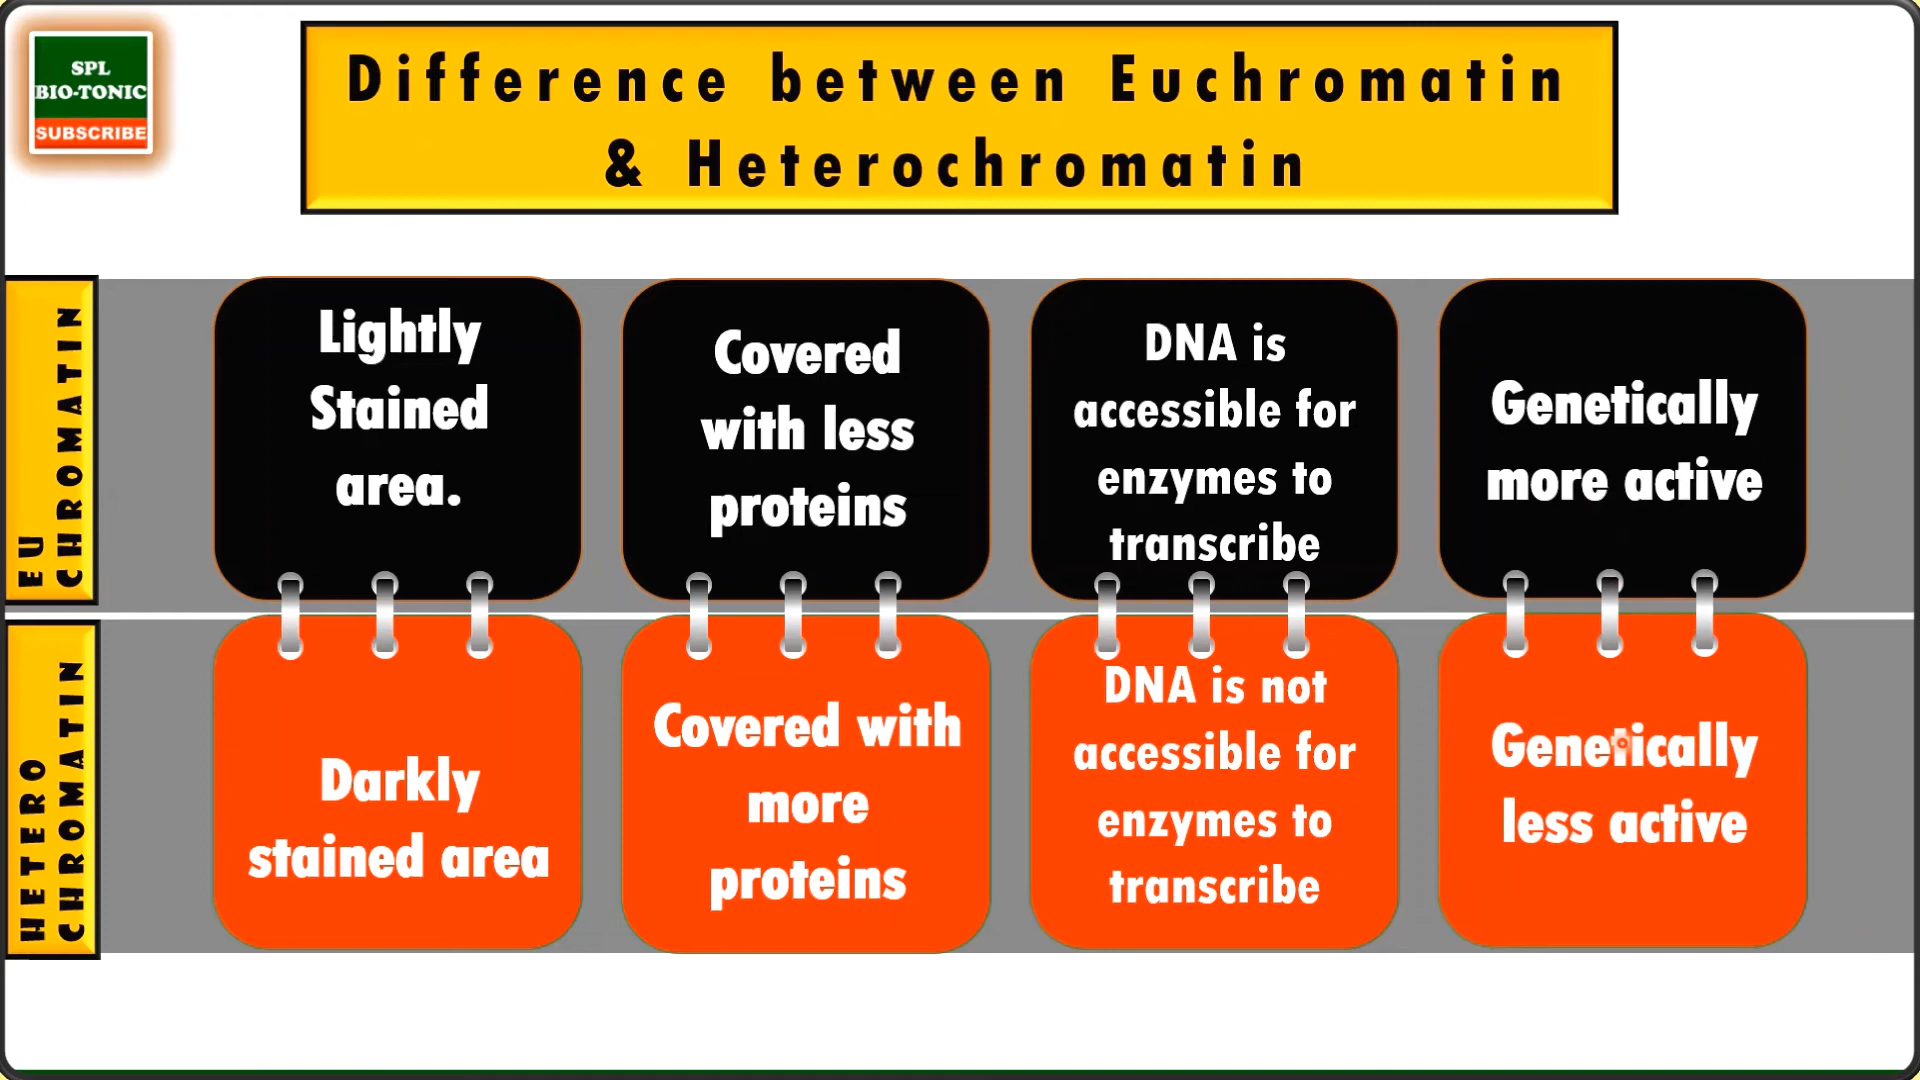 SPL
BIO-TONIC
SUBSCRIBE
Difference between Euchromatin
& Heterochromatin
EU
CHROMATIN
Lightly
Stained
area.
Covered
with less
proteins
DNA is
accessible for
enzymes to
transcribe
Genetically
more active
HETERO
CHROMATIN
Darkly
stained area
Covered with
more
proteins
DNA is not
accessible for
enzymes to
transcribe
Genetically
less active